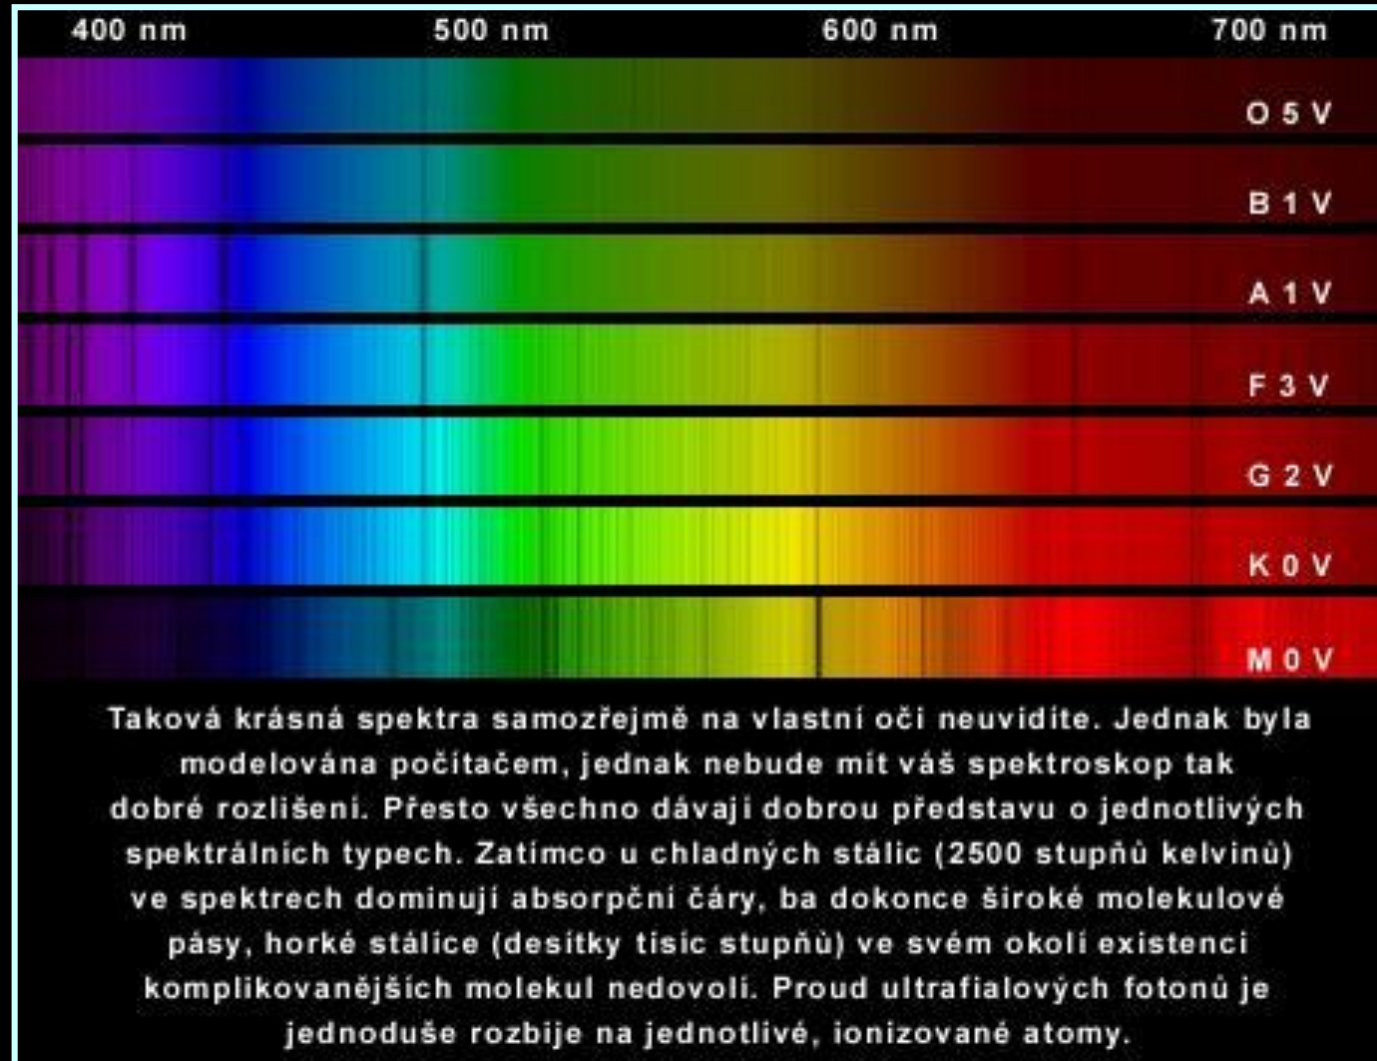 400 nm 500 nm 600 nm 700 nm
O 5 V
B 1 V
A 1 V
F 3 V
G 2 V
K 0 V
M 0 V
Taková krásná spektra samozřejmě na vlastní oči neuvidíte. Jednak byla
modelována počítačem, jednak nebude mít váš spektroskop tak
dobré rozlišení. Přesto všechno dávají dobrou představu o jednotlivých
spektrálních typech. Zatímco u chladných stálic (2500 stupňů kelvinů)
ve spektrech dominují absorpční čáry, ba dokonce široké molekulové
pásy, horké stálice (desítky tisíc stupňů) ve svém okolí existenci
komplikovanějších molekul nedovolí. Proud ultrafialových fotonů je
jednoduše rozbije na jednotlivé, ionizované atomy.